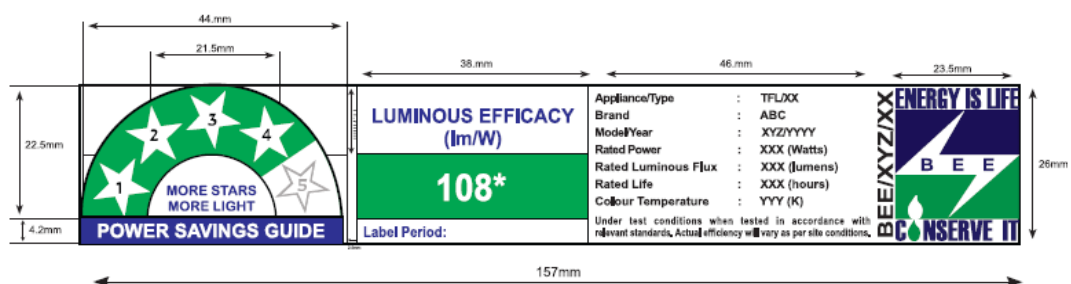 44.mm
21.5mm
38.mm
46.mm
23.5mm
22.5mm
4.2mm
1
2
3
4
5
MORE STARS
MORE LIGHT
POWER SAVINGS GUIDE
LUMINOUS EFFICACY
(lm/W)
108*
Label Period:
Appliance/Type : TFL/XX
Brand : ABC
Model/Year : XYZ/YYYY
Rated Power : XXX (Watts)
Rated Luminous Flux : XXX (lumens)
Rated Life : XXX (hours)
Colour Temperature : YYY (K)
Under test conditions when tested in accordance with
relevant standards. Actual efficiency will vary as per site conditions.
BEE/XYZ/XX
ENERGY IS LIFE
BEE
CONSERVE IT
26mm
157mm